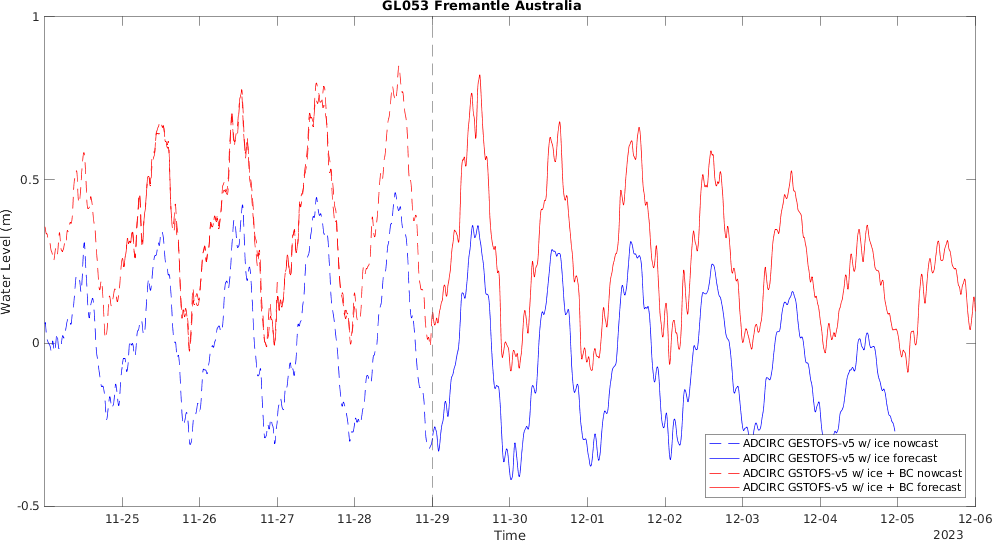 GL053 Fremantle Australia
1
0.5
0
-0.5
Water Level (m)
11-25 11-26 11-27 11-28 11-29 11-30 12-01 12-02 12-03 12-04 12-05 12-06
Time
2023
ADCIRC GESTOFS-v5 w/ ice nowcast
ADCIRC GESTOFS-v5 w/ ice forecast
ADCIRC GSTOFS-v5 w/ ice + BC nowcast
ADCIRC GSTOFS-v5 w/ ice + BC forecast